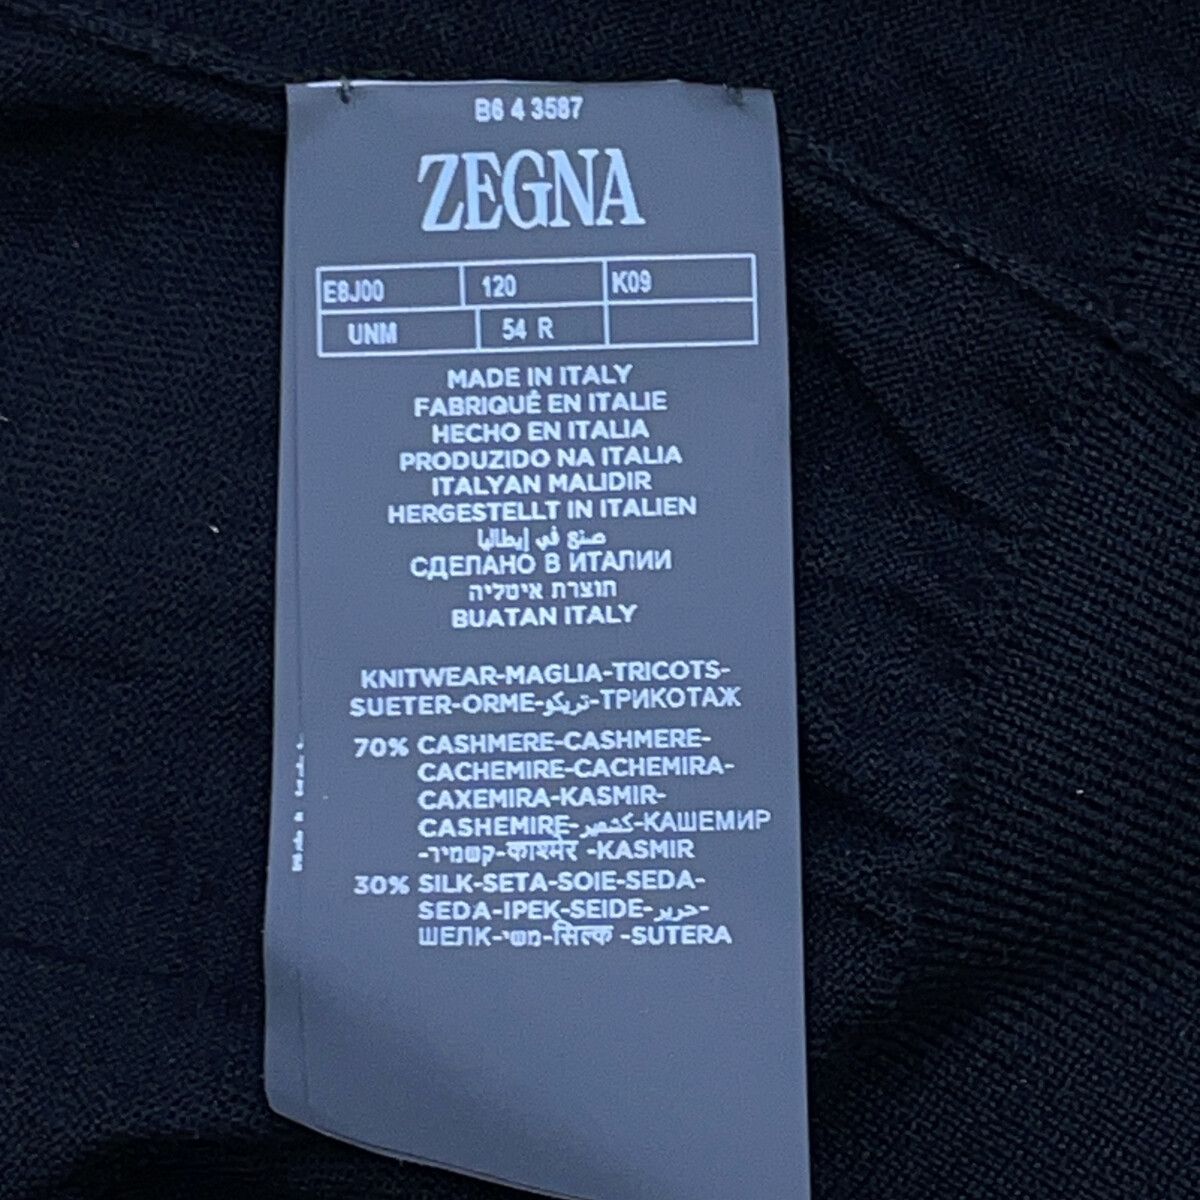 B6 4 3587
ZEGNA
E8J00 120 K09
UNM 54 R
MADE IN ITALY
FABRIQUÉ EN ITALIE
HECHO EN ITALIA
PRODUZIDO NA ITALIA
ITALYAN MALIDIR
HERGESTELLT IN ITALIEN
صنع في إيطاليا
СДЕЛАНО В ИТАЛИИ
תוצרת איטליה
BUATAN ITALY
KNITWEAR-MAGLIA-TRICOTS-
SUETER-ORME-تريكو-ТРИКОТАЖ
70% CASHMERE-CASHMERE-
CACHEMIRE-CACHEMIRA-
CAXEMIRA-KASMIR-
CASHEMIRE-كشمير-КАШЕМИР
-קשמיר-काश्मेर -KASMIR
30% SILK-SETA-SOIE-SEDA-
SEDA-IPEK-SEIDE-حرير-
ШЕЛК-משי-सिल्क -SUTERA